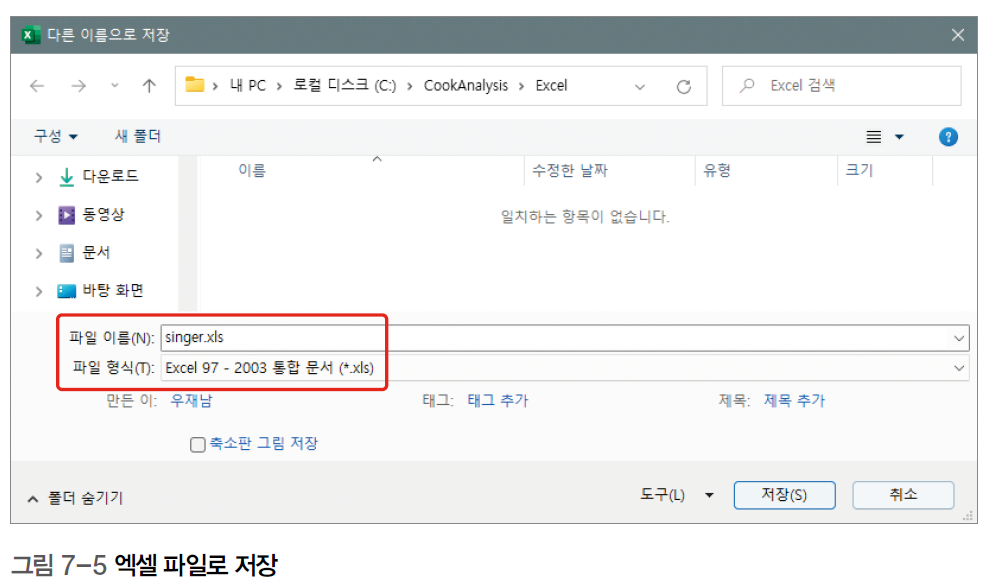 다른 이름으로 저장
내 PC > 로컬 디스크 (C:) > CookAnalysis > Excel
Excel 검색
구성
새 폴더
이름
수정한 날짜
유형
크기
다운로드
동영상
문서
바탕 화면
일치하는 항목이 없습니다.
파일 이름(N): singer.xls
파일 형식(T): Excel 97 - 2003 통합 문서 (*.xls)
만든 이: 우재남
태그: 태그 추가
제목: 제목 추가
축소판 그림 저장
폴더 숨기기
도구(L)
저장(S)
취소
그림 7-5 엑셀 파일로 저장